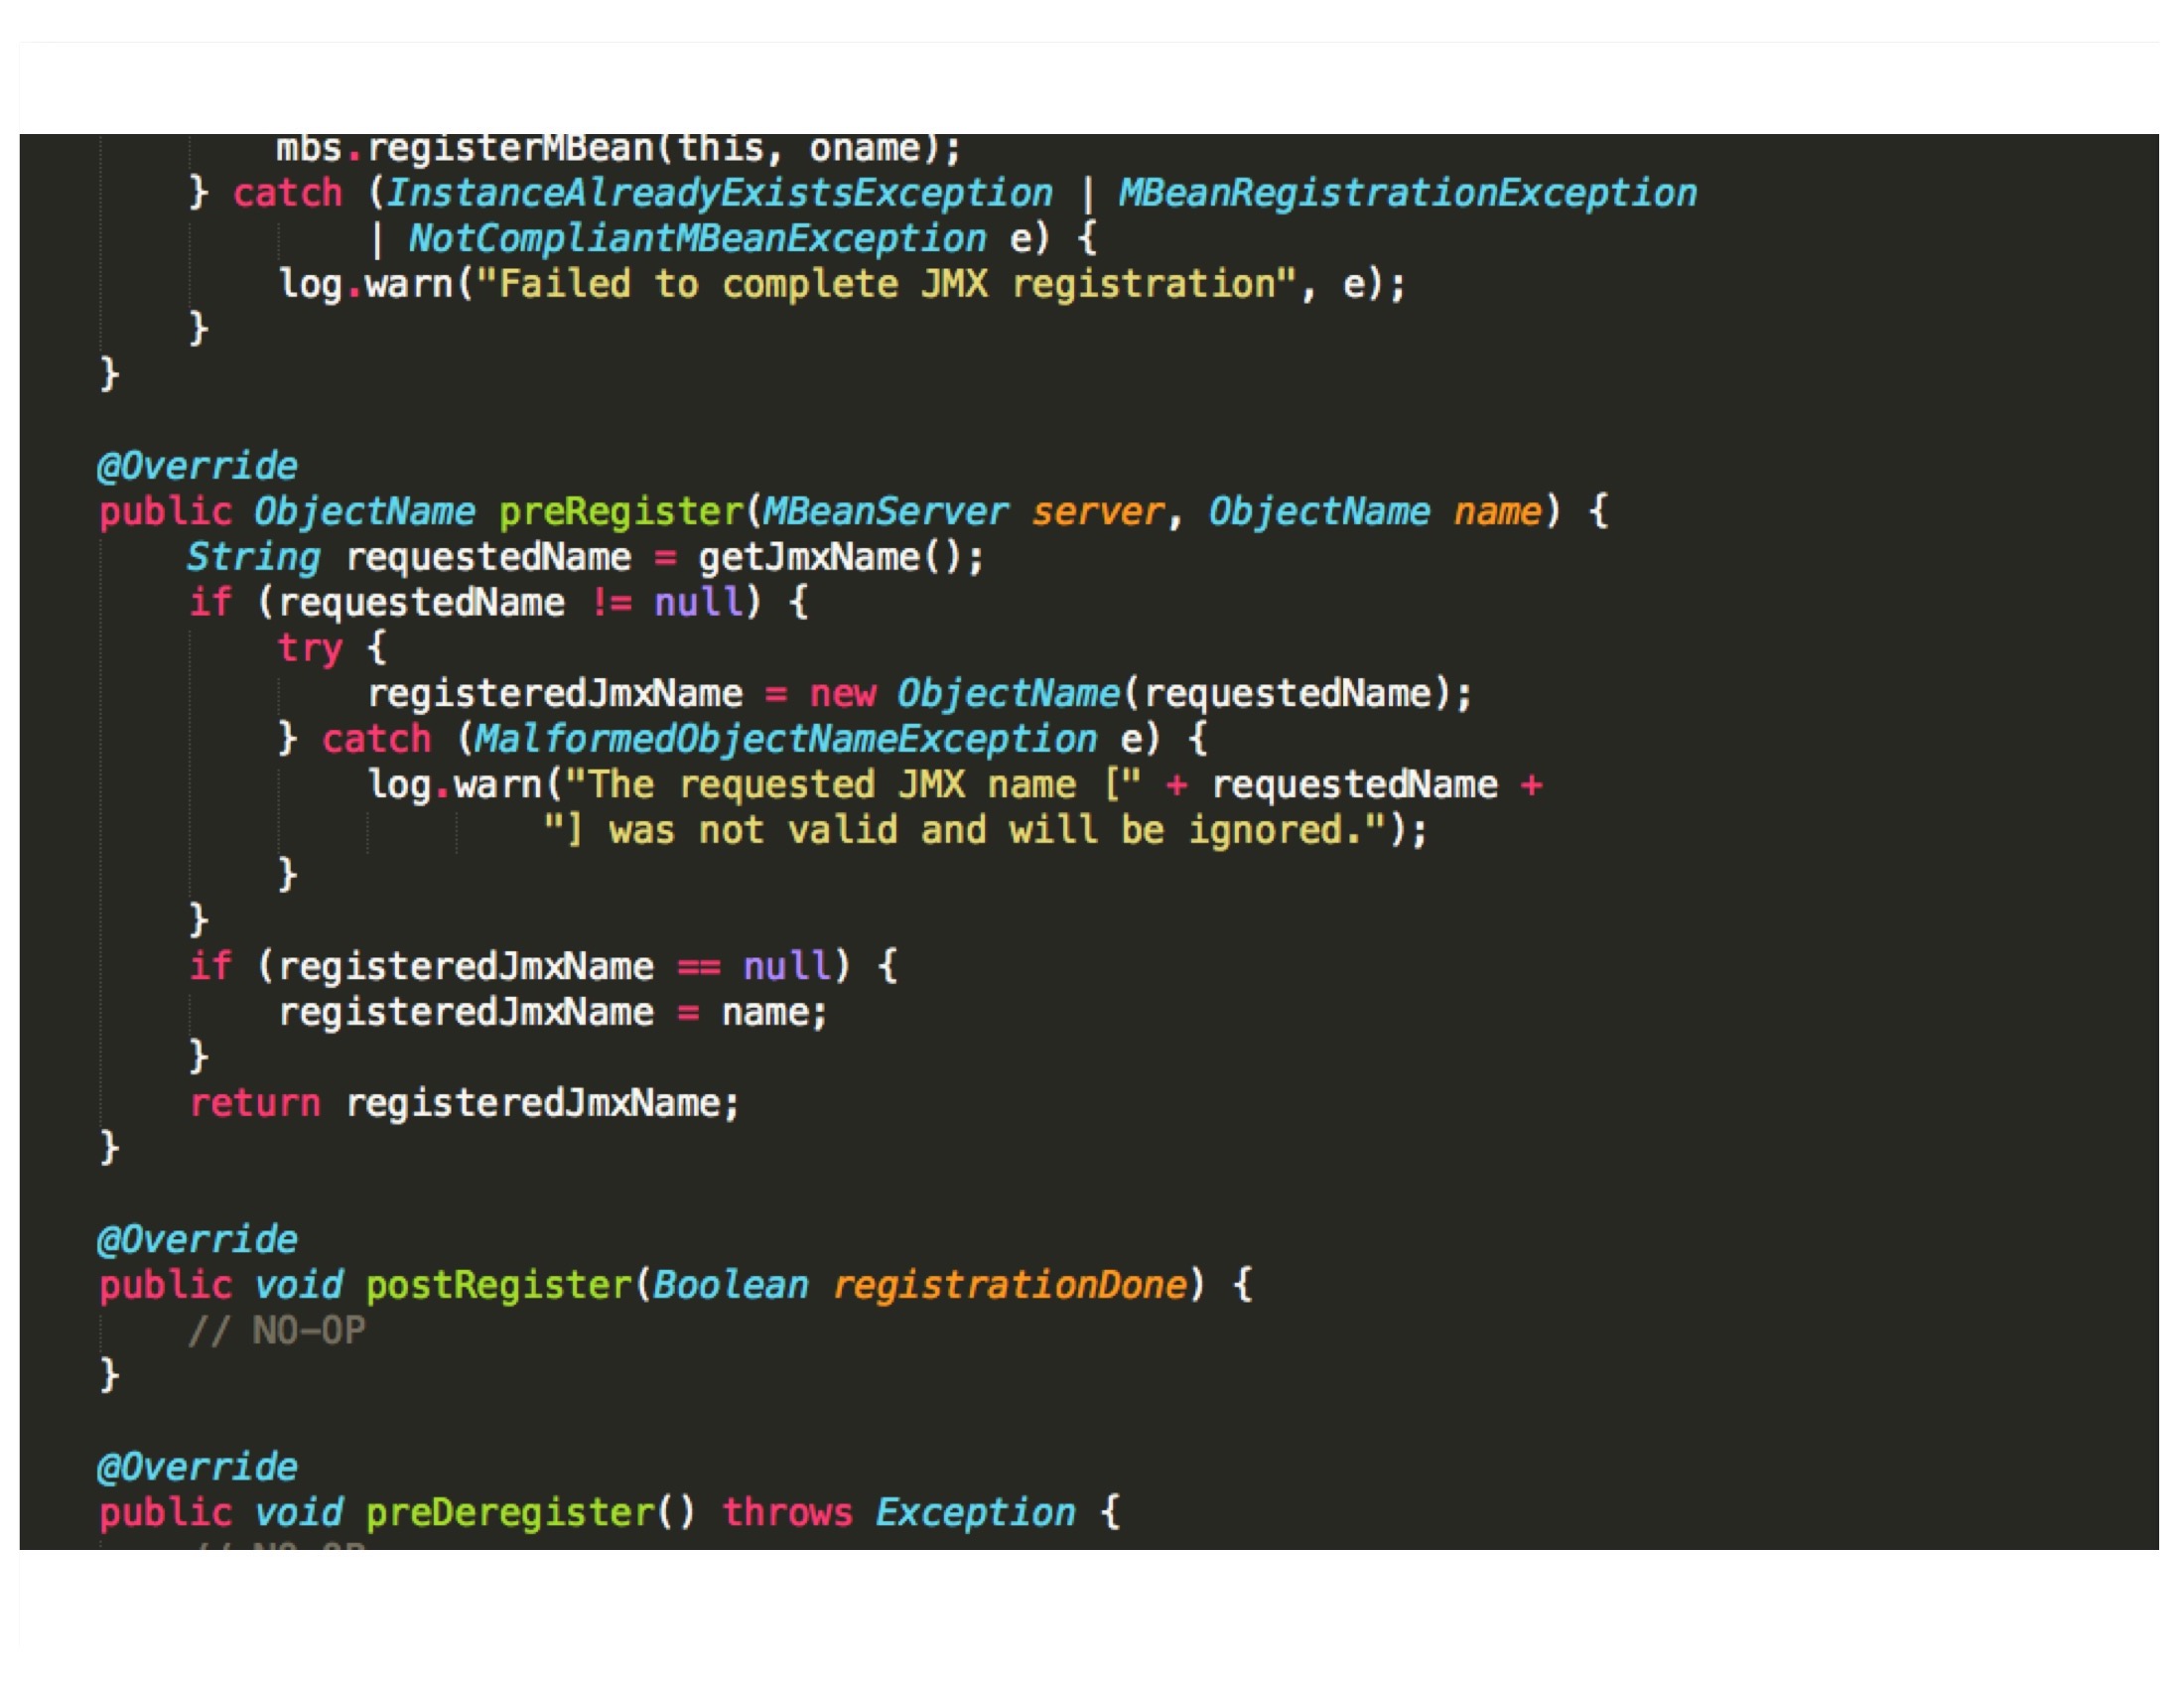 mbs.registerMBean(this, oname);
} catch (InstanceAlreadyExistsException | MBeanRegistrationException
| NotCompliantMBeanException e) {
log.warn("Failed to complete JMX registration", e);
}
}
@Override
public ObjectName preRegister(MBeanServer server, ObjectName name) {
String requestedName = getJmxName();
if (requestedName != null) {
try {
registeredJmxName = new ObjectName(requestedName);
} catch (MalformedObjectNameException e) {
log.warn("The requested JMX name [" + requestedName +
"] was not valid and will be ignored.");
}
}
if (registeredJmxName == null) {
registeredJmxName = name;
}
return registeredJmxName;
}
@Override
public void postRegister(Boolean registrationDone) {
// NO-OP
}
@Override
public void preDeregister() throws Exception {